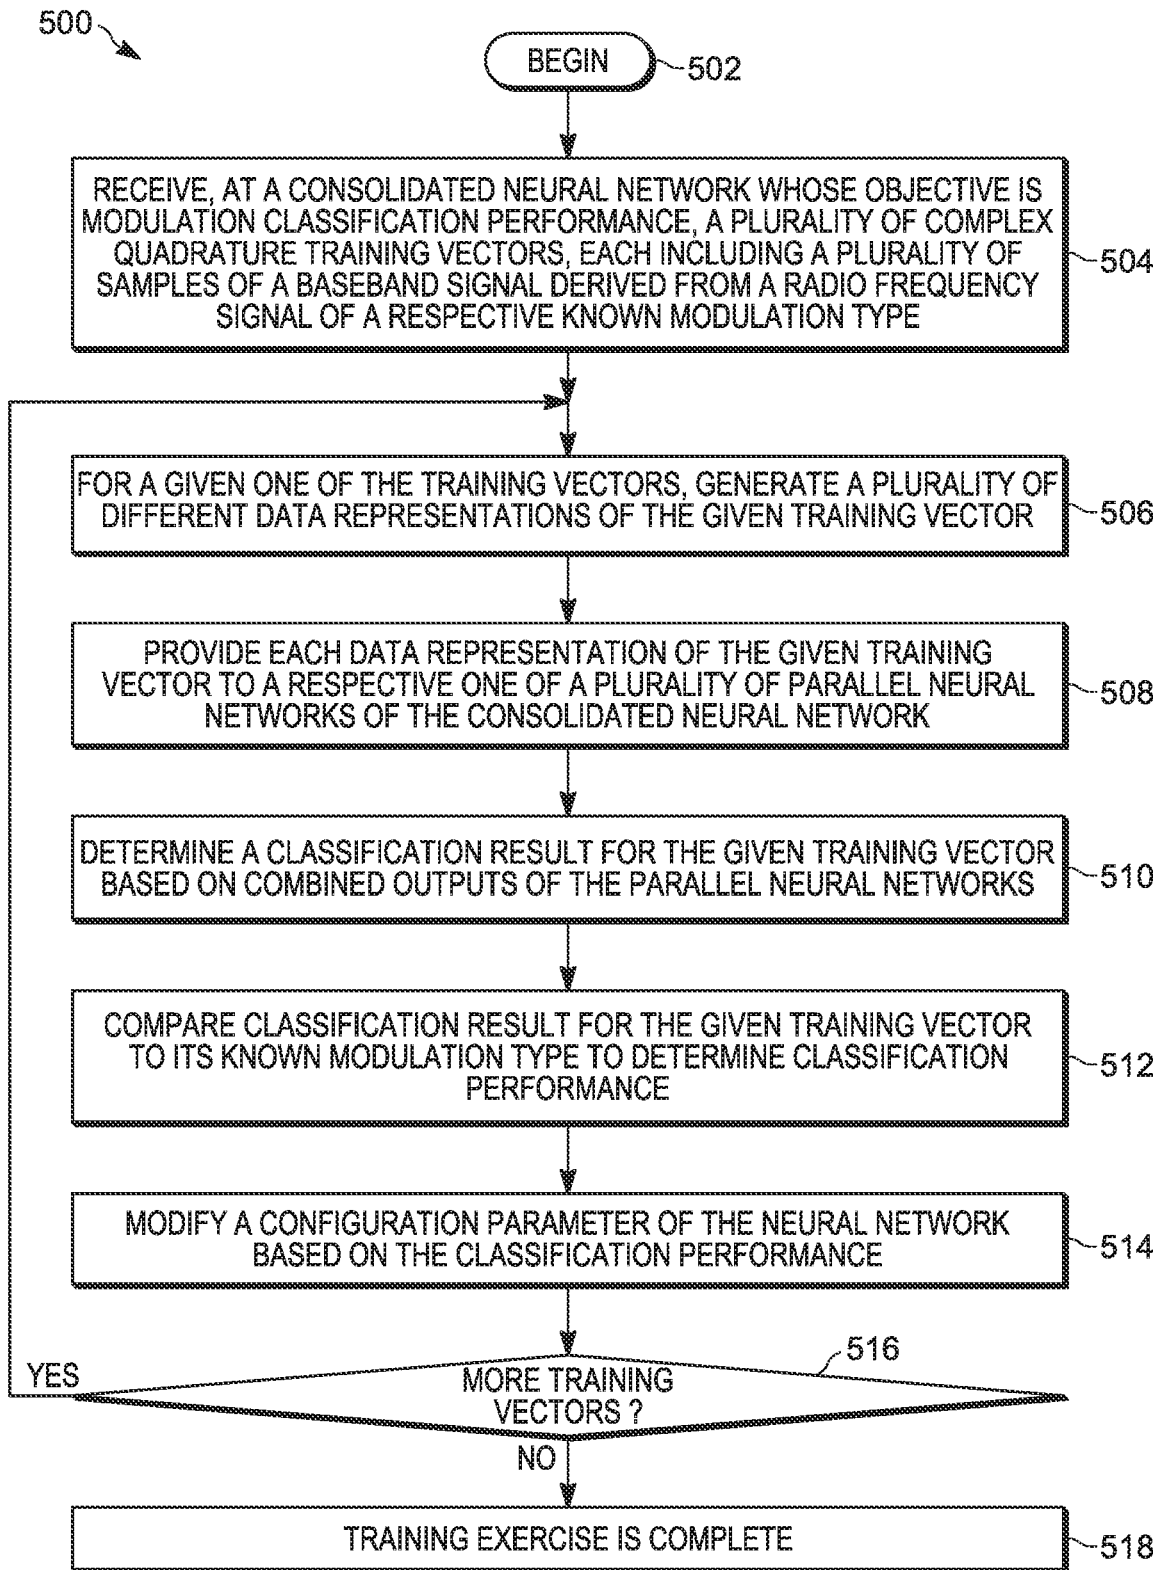 500
BEGIN
502
RECEIVE, AT A CONSOLIDATED NEURAL NETWORK WHOSE OBJECTIVE IS
MODULATION CLASSIFICATION PERFORMANCE, A PLURALITY OF COMPLEX
QUADRATURE TRAINING VECTORS, EACH INCLUDING A PLURALITY OF
SAMPLES OF A BASEBAND SIGNAL DERIVED FROM A RADIO FREQUENCY
SIGNAL OF A RESPECTIVE KNOWN MODULATION TYPE
504
FOR A GIVEN ONE OF THE TRAINING VECTORS, GENERATE A PLURALITY OF
DIFFERENT DATA REPRESENTATIONS OF THE GIVEN TRAINING VECTOR
506
PROVIDE EACH DATA REPRESENTATION OF THE GIVEN TRAINING
VECTOR TO A RESPECTIVE ONE OF A PLURALITY OF PARALLEL NEURAL
NETWORKS OF THE CONSOLIDATED NEURAL NETWORK
508
DETERMINE A CLASSIFICATION RESULT FOR THE GIVEN TRAINING VECTOR
BASED ON COMBINED OUTPUTS OF THE PARALLEL NEURAL NETWORKS
510
COMPARE CLASSIFICATION RESULT FOR THE GIVEN TRAINING VECTOR
TO ITS KNOWN MODULATION TYPE TO DETERMINE CLASSIFICATION
PERFORMANCE
512
MODIFY A CONFIGURATION PARAMETER OF THE NEURAL NETWORK
BASED ON THE CLASSIFICATION PERFORMANCE
514
516
YES
MORE TRAINING
VECTORS ?
NO
TRAINING EXERCISE IS COMPLETE
518